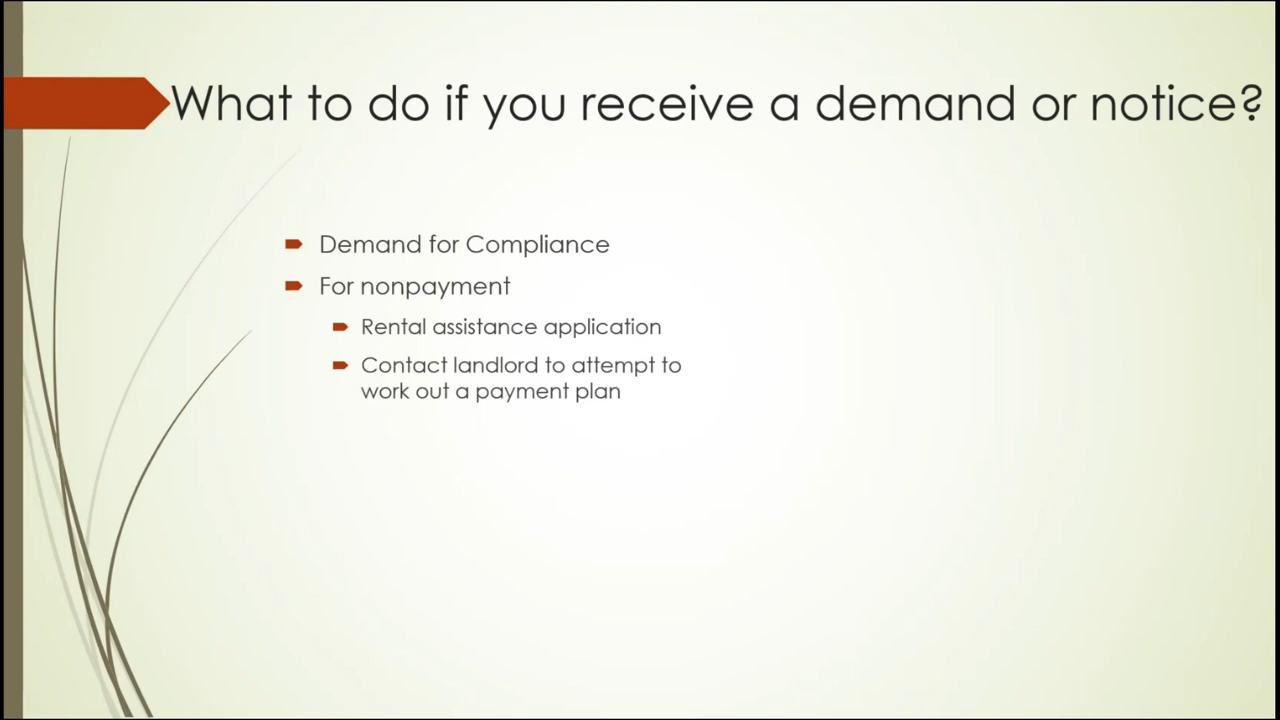 What to do if you receive a demand or notice?
Demand for Compliance
For nonpayment
Rental assistance application
Contact landlord to attempt to
work out a payment plan